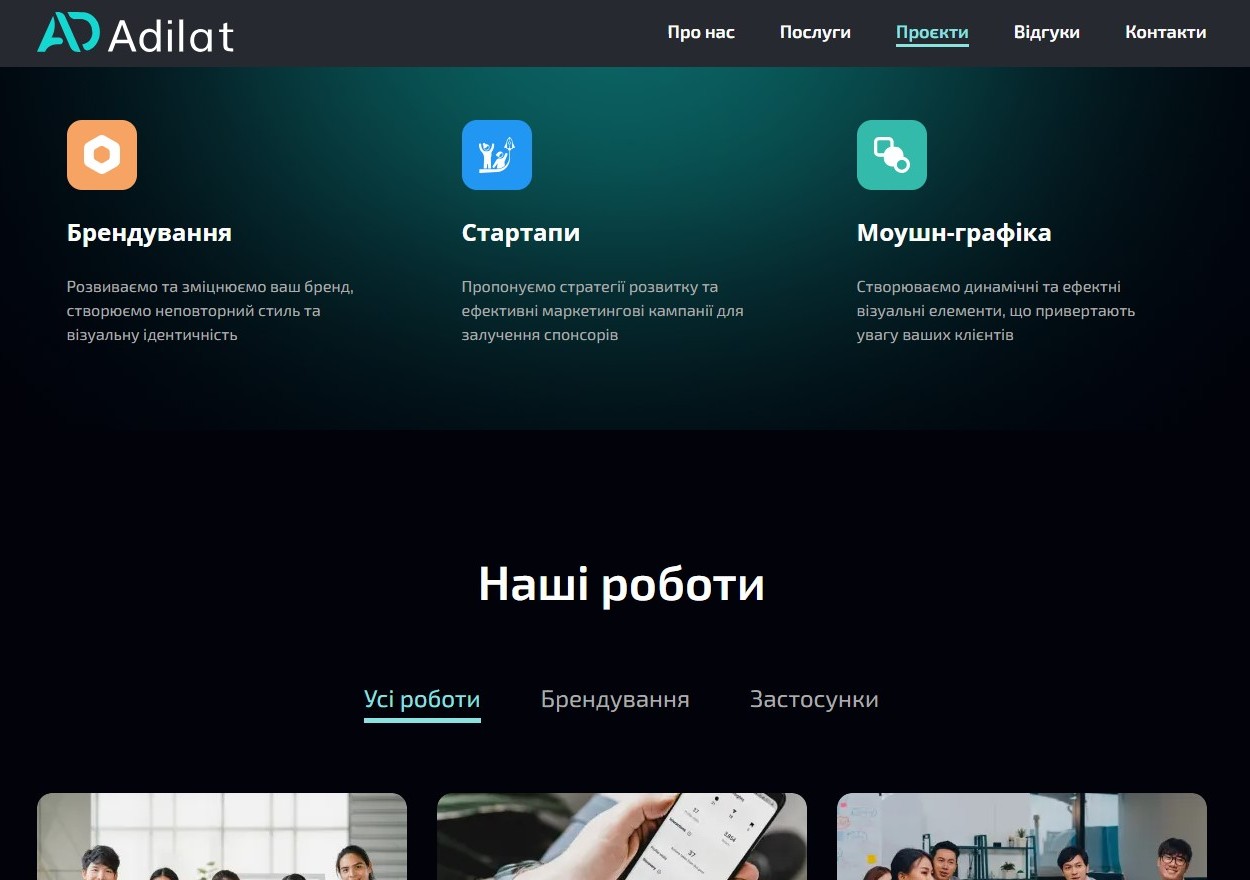 Adilat
Про нас
Послуги
Проєкти
Відгуки
Контакти
Брендування
Розвиваємо та зміцнюємо ваш бренд,
створюємо неповторний стиль та
візуальну ідентичність
Стартапи
Пропонуємо стратегії розвитку та
ефективні маркетингові кампанії для
залучення спонсорів
Моушн-графіка
Створюваємо динамічні та ефектні
візуальні елементи, що привертають
увагу ваших клієнтів
Наші роботи
Усі роботи
Брендування
Застосунки